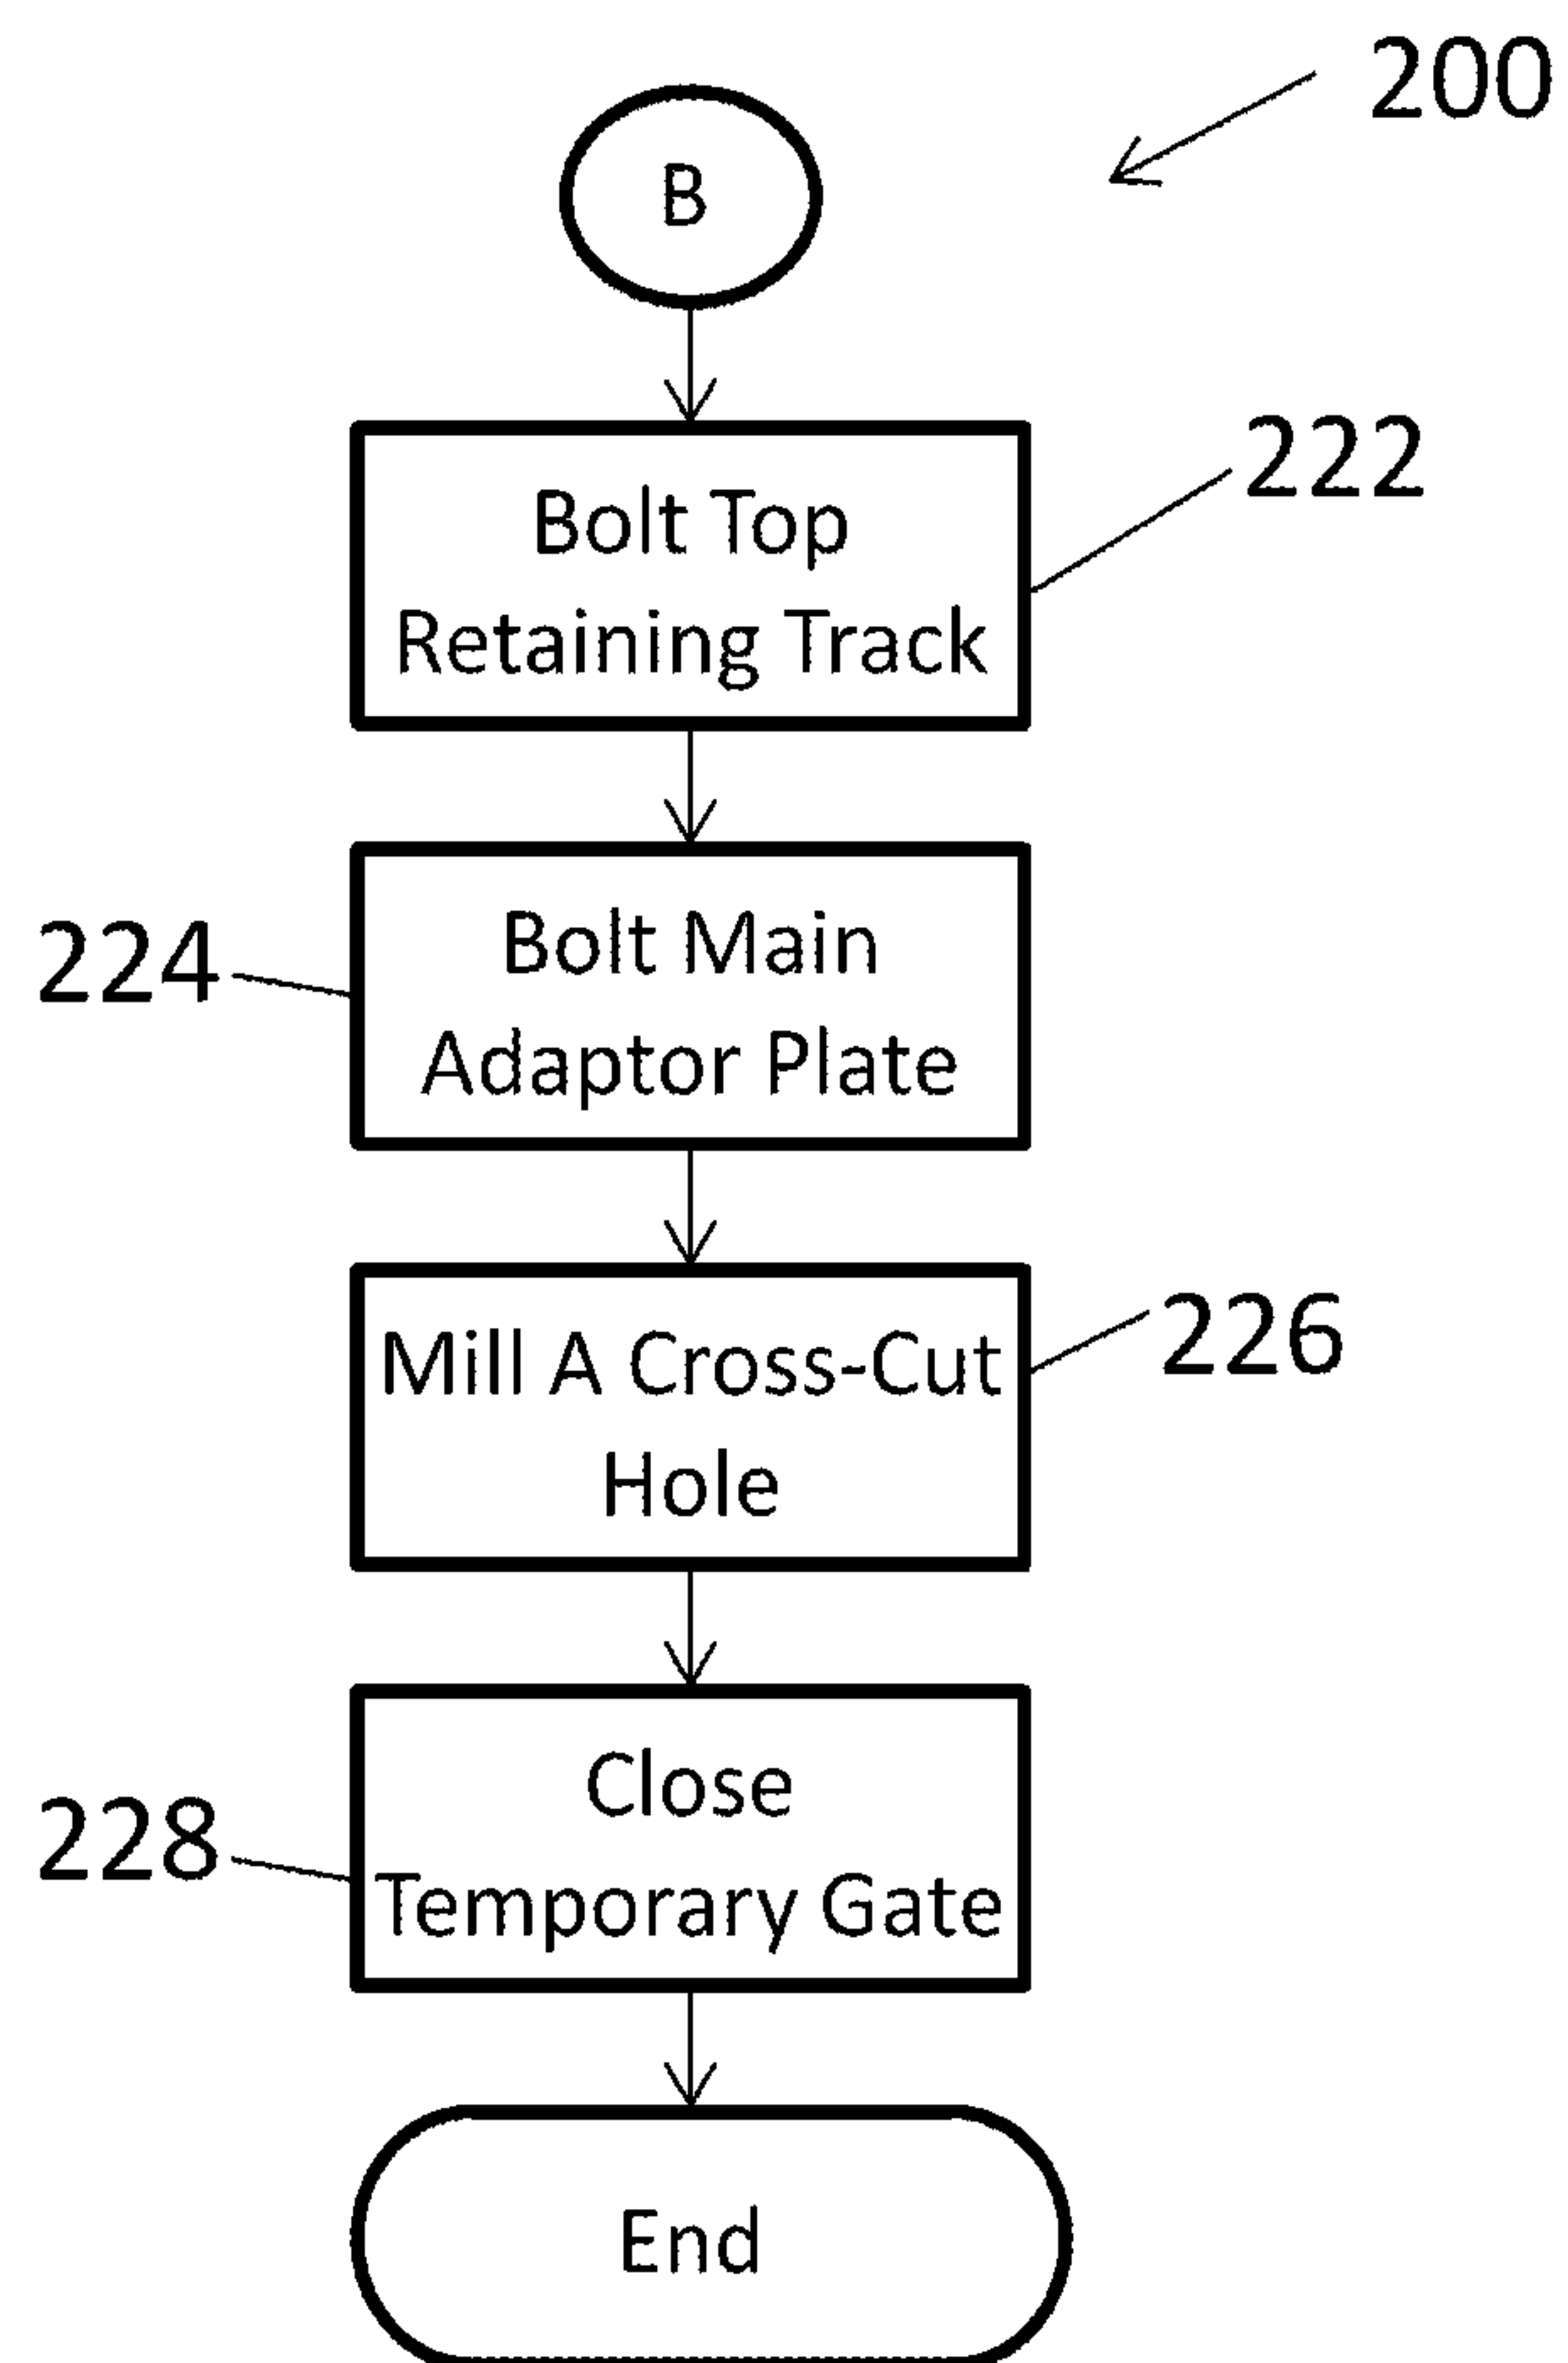 200
B
Bolt Top
Retaining Track
222
224
Bolt Main
Adaptor Plate
Mill A Cross-Cut
Hole
226
Close
Temporary Gate
228
End